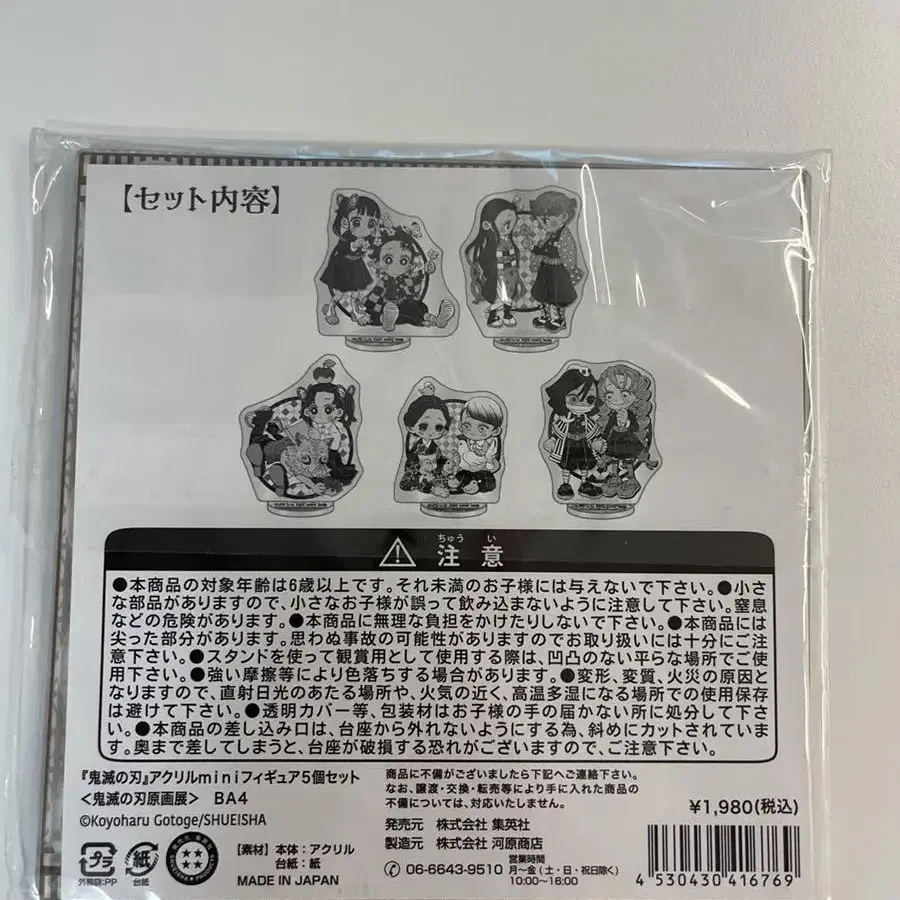 【セット内容】
ちゅう い
注 意
●本商品の対象年齢は6歳以上です。それ未満のお子様には与えないで下さい。●小さ
な部品がありますので、小さなお子様が誤って飲み込まないように注意して下さい。窒息
などの危険があります。●本商品に無理な負担をかけたりしないで下さい。●本商品には
尖った部分があります。思わぬ事故の可能性がありますのでお取り扱いには十分にご注
意下さい。●スタンドを使って観賞用として使用する際は、凹凸のない平らな場所でご使
用下さい。●強い摩擦等により色落ちする場合があります。●変形、変質、火災の原因と
なりますので、直射日光のあたる場所や、火気の近く、高温多湿になる場所での使用保存
は避けて下さい。●透明カバー等、包装材はお子様の手の届かない所に処分して下さ
い。●本商品の差し込み口は、台座から外れないようにする為、斜めにカットされていま
す。奥まで差してしまうと、台座が破損する恐れがございますので、ご注意下さい。
『鬼滅の刃』アクリルminiフィギュア5個セット
<鬼滅の刃原画展> BA4
©Koyoharu Gotoge/SHUEISHA
商品に不備がございましたら下記へご連絡下さい。
なお、譲渡・交換・転売等により手に入れた商品の
不備については、対応いたしません。
¥1,980(税込)
発売元 株式会社 集英社
製造元 株式会社 河原商店
06-6643-9510
営業時間
月~金(土・日・祝日除く)
10:00~16:00
プラ
外袋:PP
紙
台紙
【素材】本体:アクリル
台紙:紙
MADE IN JAPAN
4 530430 416769